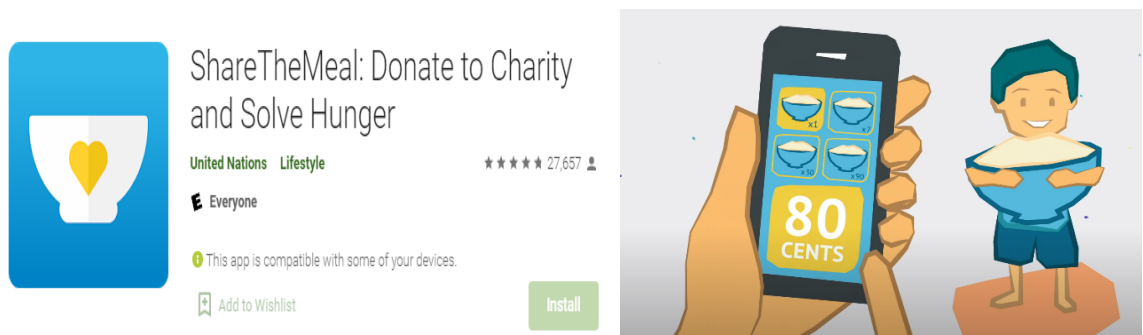 ShareTheMeal: Donate to Charity
and Solve Hunger
United Nations Lifestyle
27,657
E Everyone
This app is compatible with some of your devices.
Add to Wishlist
Install
x1
x30
80
CENTS